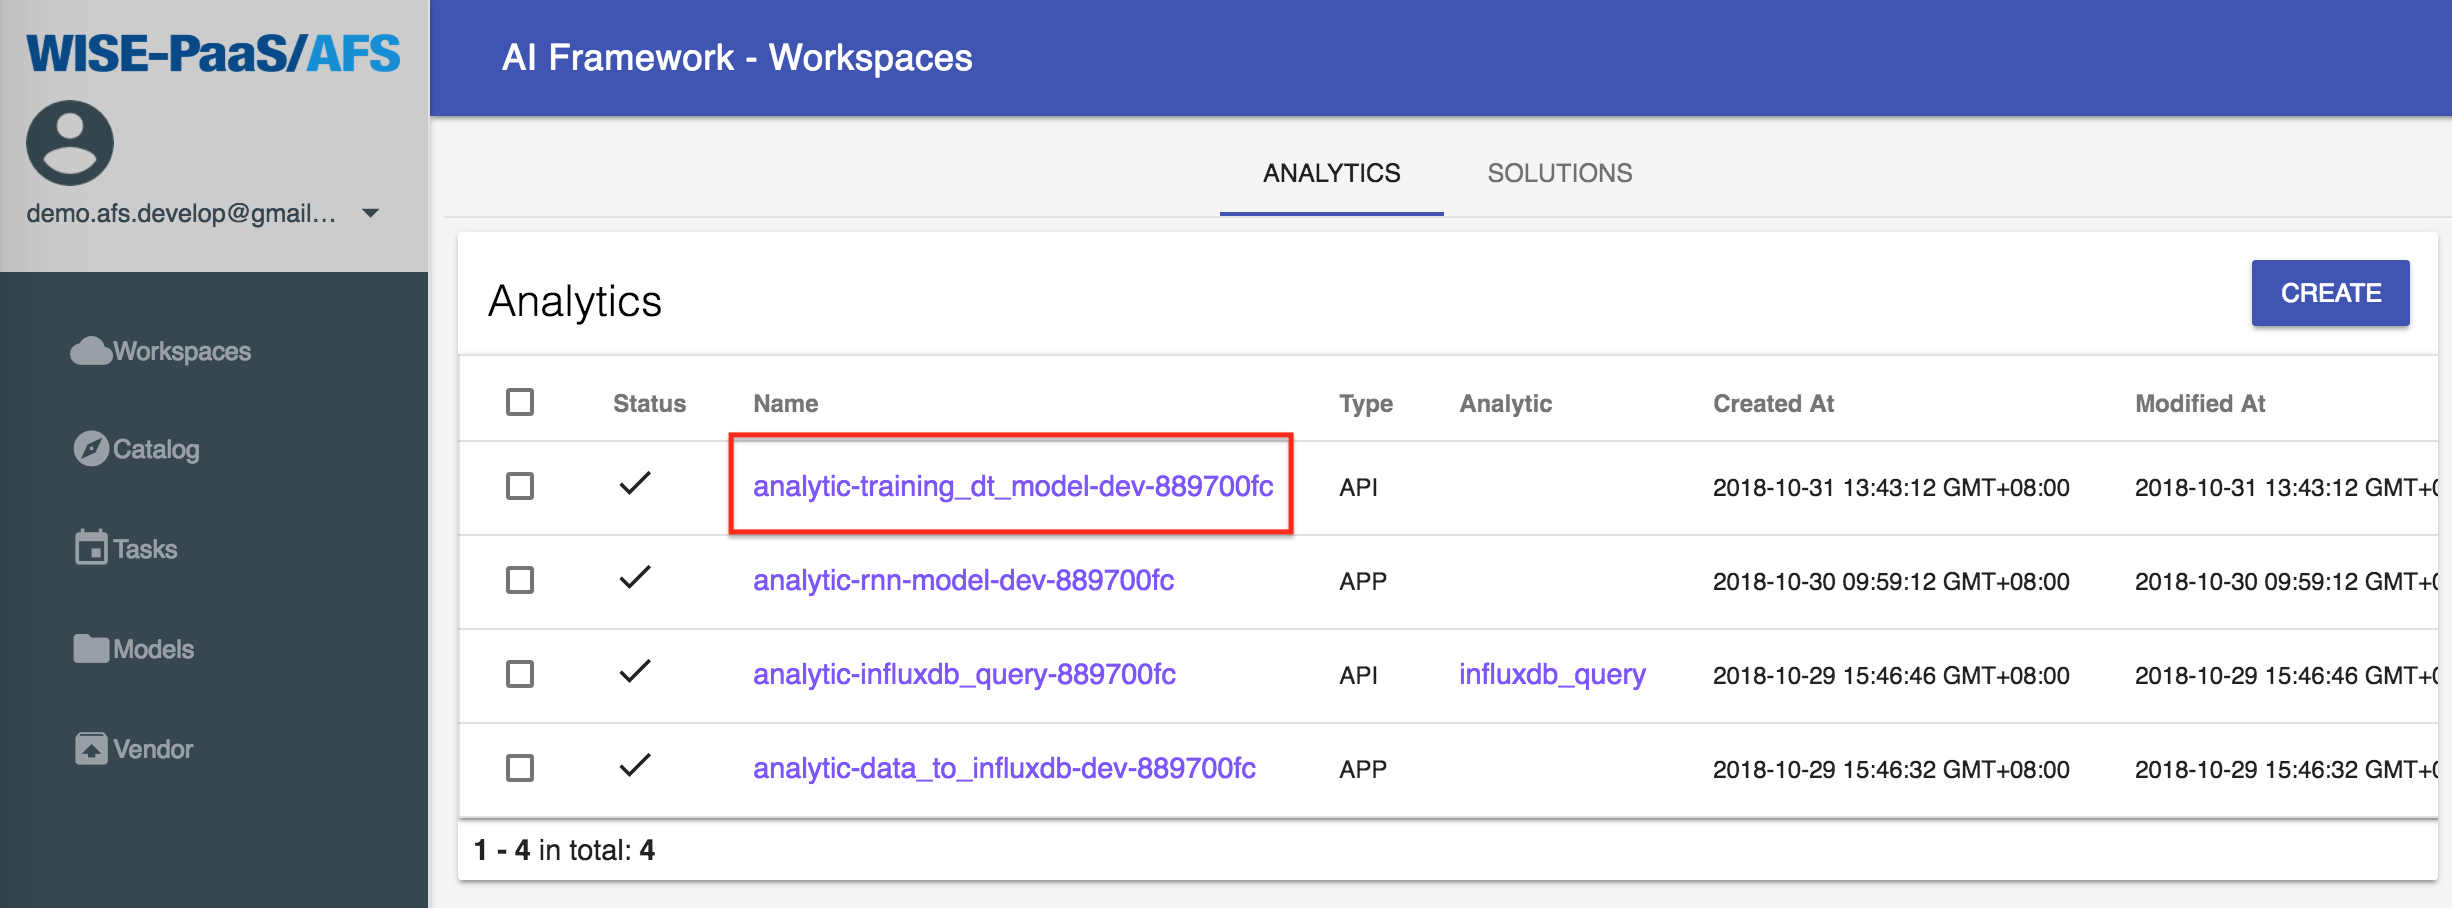 WISE-PaaS/AFS
demo.afs.develop@gmail...
Workspaces
Catalog
Tasks
Models
Vendor
AI Framework - Workspaces
ANALYTICS SOLUTIONS
Analytics
CREATE
Status Name Type Analytic Created At Modified At
analytic-training_dt_model-dev-889700fc API 2018-10-31 13:43:12 GMT+08:00 2018-10-31 13:43:12 GMT+0
analytic-rnn-model-dev-889700fc APP 2018-10-30 09:59:12 GMT+08:00 2018-10-30 09:59:12 GMT+0
analytic-influxdb_query-889700fc API influxdb_query 2018-10-29 15:46:46 GMT+08:00 2018-10-29 15:46:46 GMT+0
analytic-data_to_influxdb-dev-889700fc APP 2018-10-29 15:46:32 GMT+08:00 2018-10-29 15:46:32 GMT+0
1 - 4 in total: 4